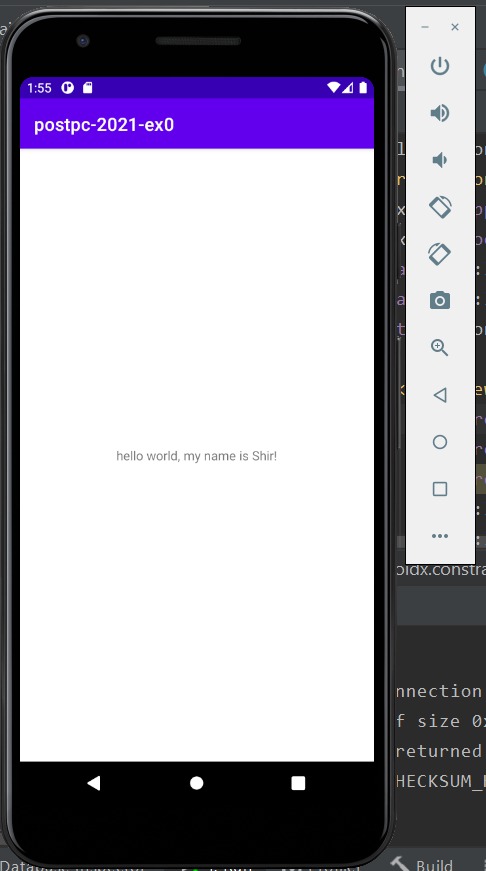 1:55
postpc-2021-ex0
hello world, my name is Shir!
oidx.constra
nnection
f size 0x
returned
HECKSUM_
Build